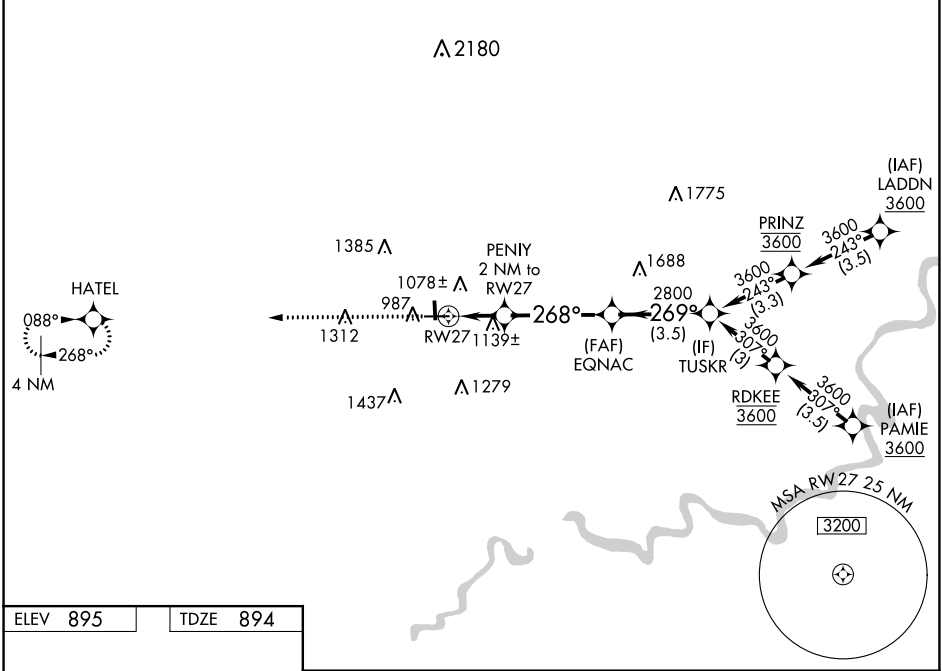 2180
1775
(IAF)
LADDN
3600
3600
243°
(3.5)
PRINZ
3600
3600
243°
(3.3)
1385
PENIY
2 NM to
RW27
1688
1078±
HATEL
987
2800
088°
268°
269°
1312
RW27
1139±
(3.5)
(IF)
TUSKR
(FAF)
EQNAC
3600
307°
(3)
268°
4 NM
1437
1279
RDKEE
3600
3600
307°
(3.5)
(IAF)
PAMIE
3600
MSA RW27 25 NM
3200
ELEV 895
TDZE 894